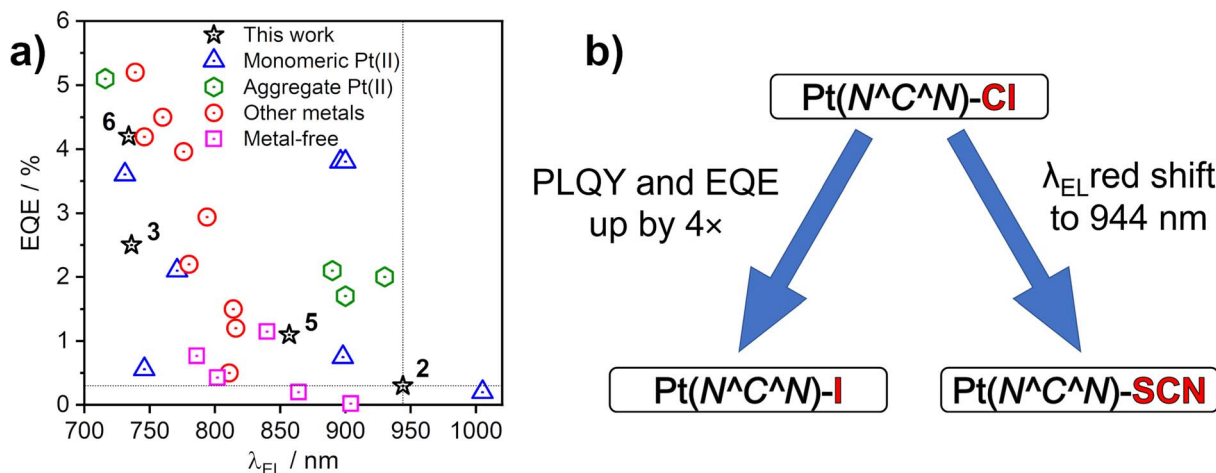 a)
EQE / %
6
5
4
3
2
1
0
This work
Monomeric Pt(II)
Aggregate Pt(II)
Other metals
Metal-free
6
3
5
2
700 750 800 850 900 950 1000
λEL / nm
b)
Pt(N^C^N)-Cl
PLQY and EQE
up by 4×
λEL red shift
to 944 nm
Pt(N^C^N)-I
Pt(N^C^N)-SCN